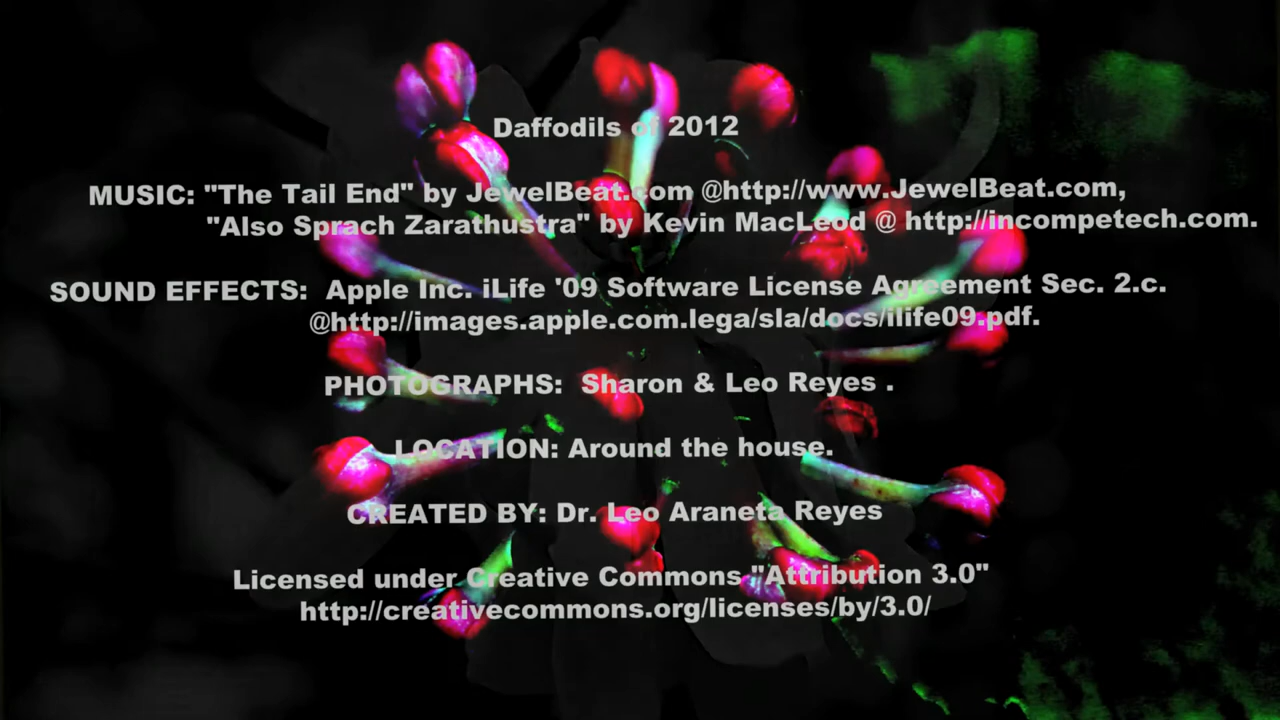 Daffodils of 2012
MUSIC: "The Tail End" by JewelBeat.com @http://www.JewelBeat.com,
"Also Sprach Zarathustra" by Kevin MacLeod @ http://incompetech.com.
SOUND EFFECTS: Apple Inc. iLife '09 Software License Agreement Sec. 2.c.
@http://images.apple.com.lega/sla/docs/ilife09.pdf.
PHOTOGRAPHS: Sharon & Leo Reyes .
LOCATION: Around the house.
CREATED BY: Dr. Leo Araneta Reyes
Licensed under Creative Commons "Attribution 3.0"
http://creativecommons.org/licenses/by/3.0/